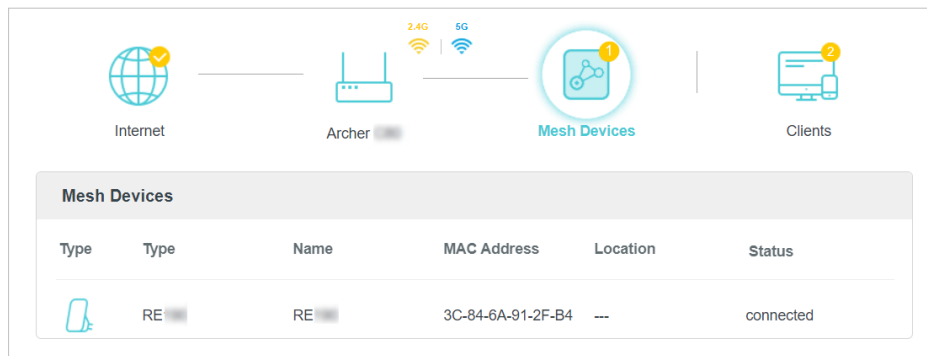 2.4G 5G
1
2
Internet
Archer
Mesh Devices
Clients
Mesh Devices
Type Type Name MAC Address Location Status
RE RE 3C-84-6A-91-2F-B4 --- connected